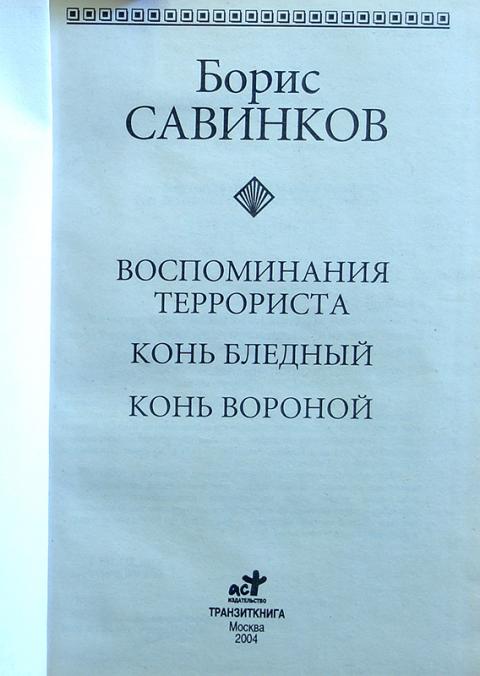 Борис
САВИНКОВ
ВОСПОМИНАНИЯ
ТЕРРОРИСТА
КОНЬ БЛЕДНЫЙ
КОНЬ ВОРОНОЙ
аст
ИЗДАТЕЛЬСТВО
ТРАНЗИТКНИГА
Москва
2004